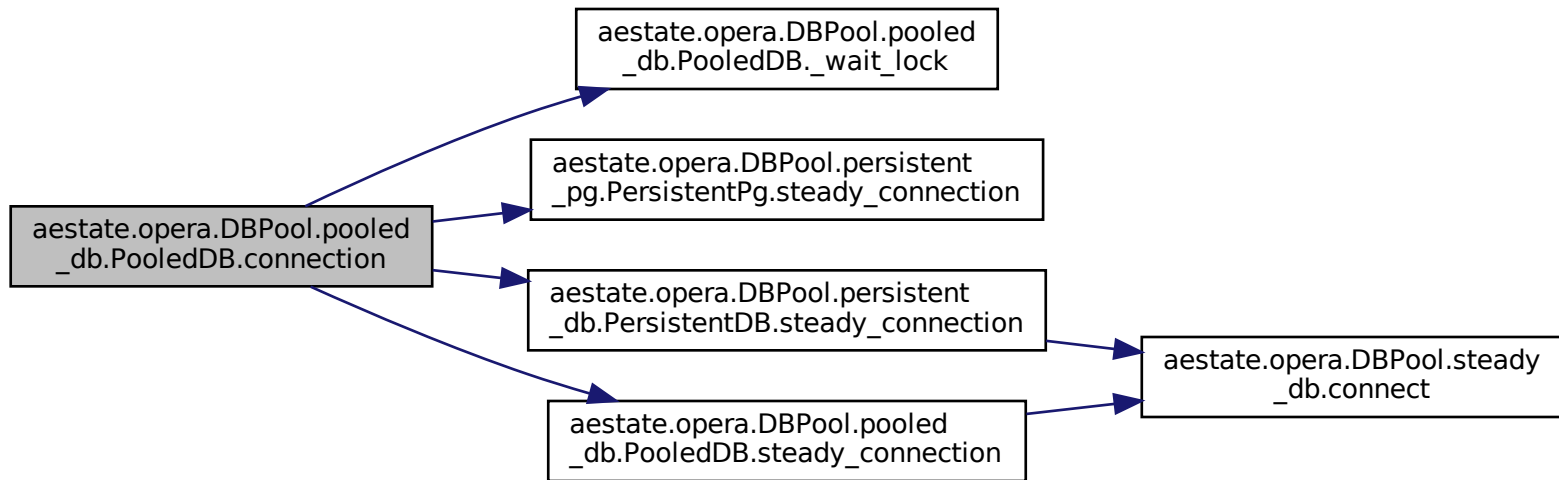 aestate.opera.DBPool.pooled
_db.PooledDB._wait_lock
aestate.opera.DBPool.persistent
_pg.PersistentPg.steady_connection
aestate.opera.DBPool.pooled
_db.PooledDB.connection
aestate.opera.DBPool.persistent
_db.PersistentDB.steady_connection
aestate.opera.DBPool.steady
_db.connect
aestate.opera.DBPool.pooled
_db.PooledDB.steady_connection